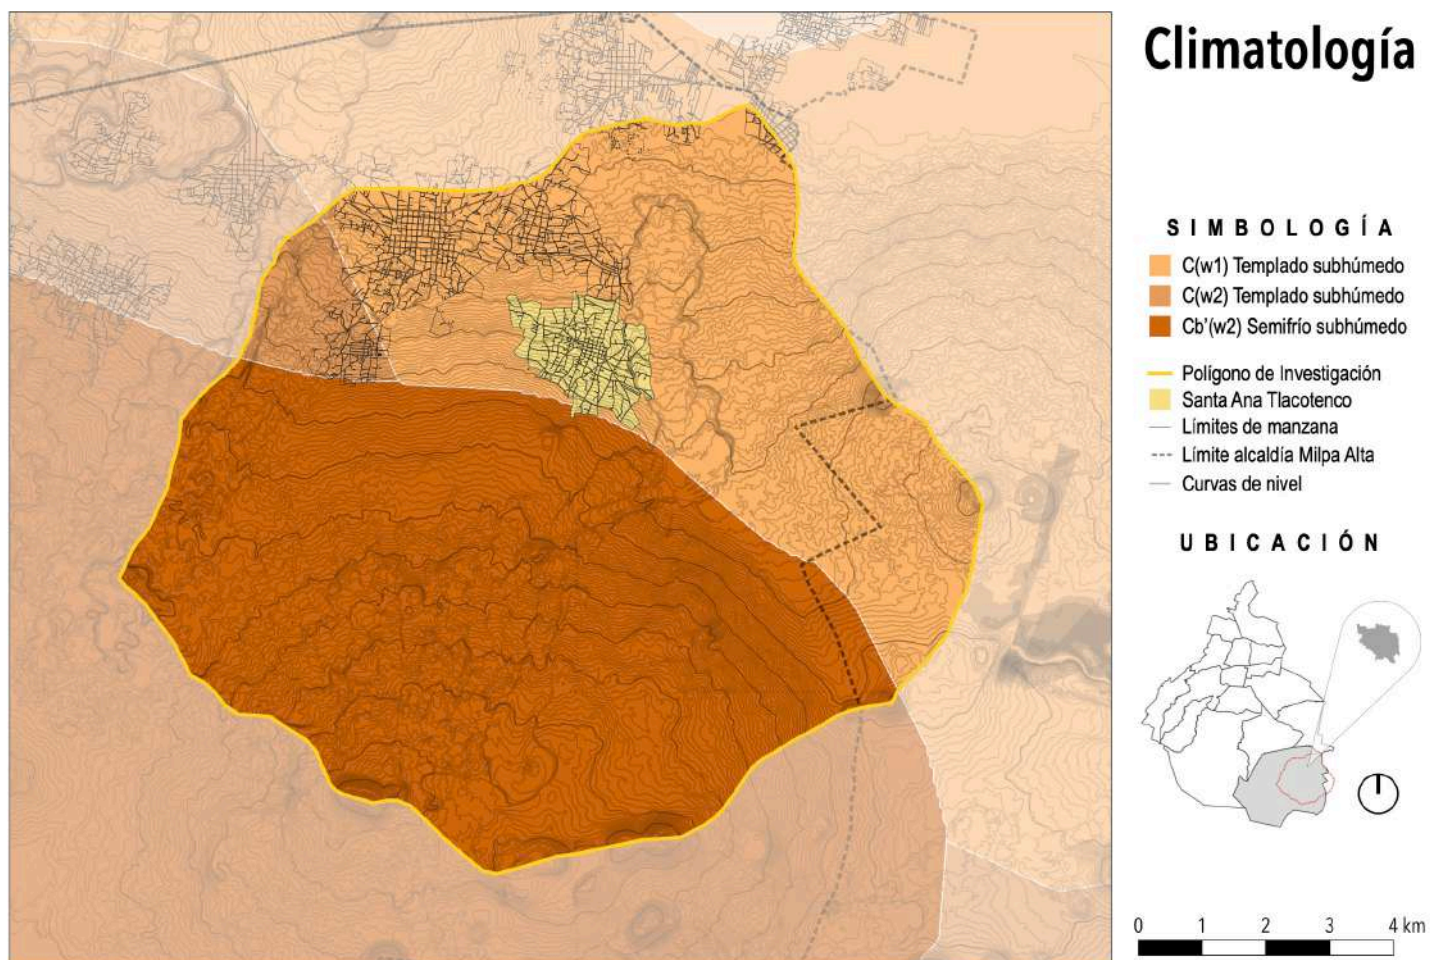 Climatología
SIMBOLOGÍA
C(w1) Templado subhúmedo
C(w2) Templado subhúmedo
Cb'(w2) Semifrío subhúmedo
Polígono de Investigación
Santa Ana Tlacotenco
Límites de manzana
Límite alcaldía Milpa Alta
Curvas de nivel
UBICACIÓN
0 1 2 3 4 km